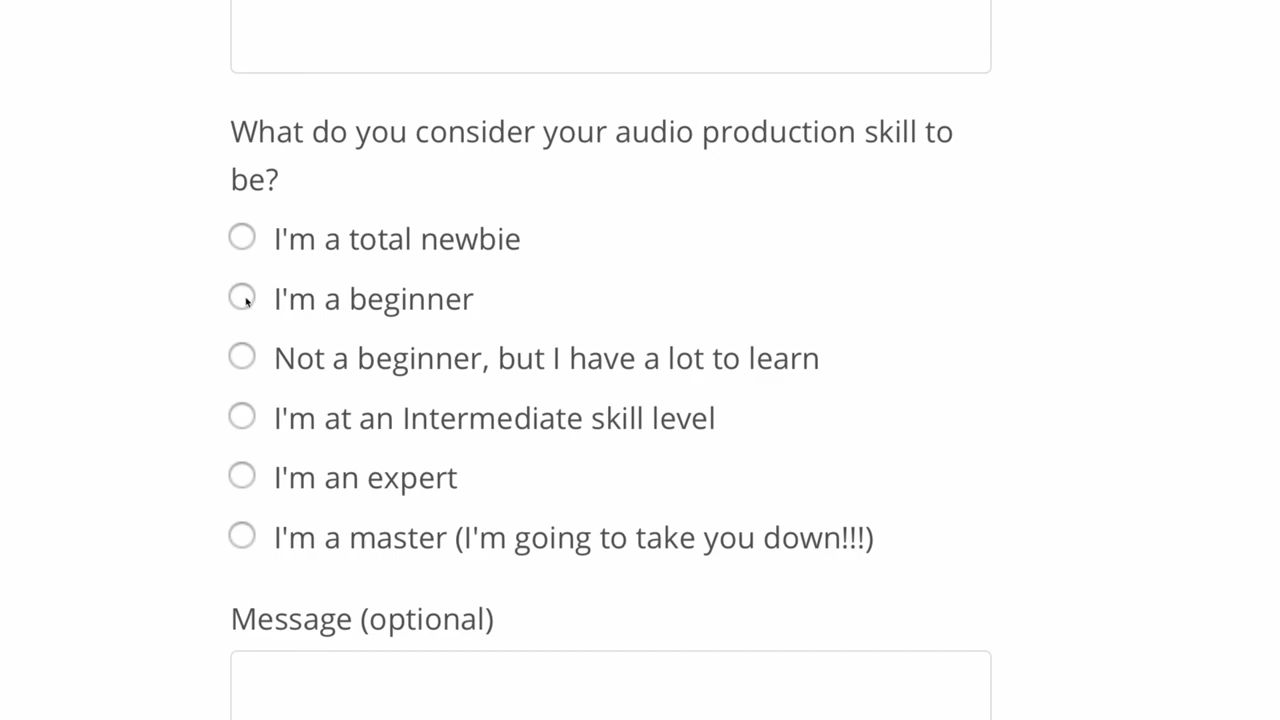 What do you consider your audio production skill to
be?
I'm a total newbie
I'm a beginner
Not a beginner, but I have a lot to learn
I'm at an Intermediate skill level
I'm an expert
I'm a master (I'm going to take you down!!!)
Message (optional)